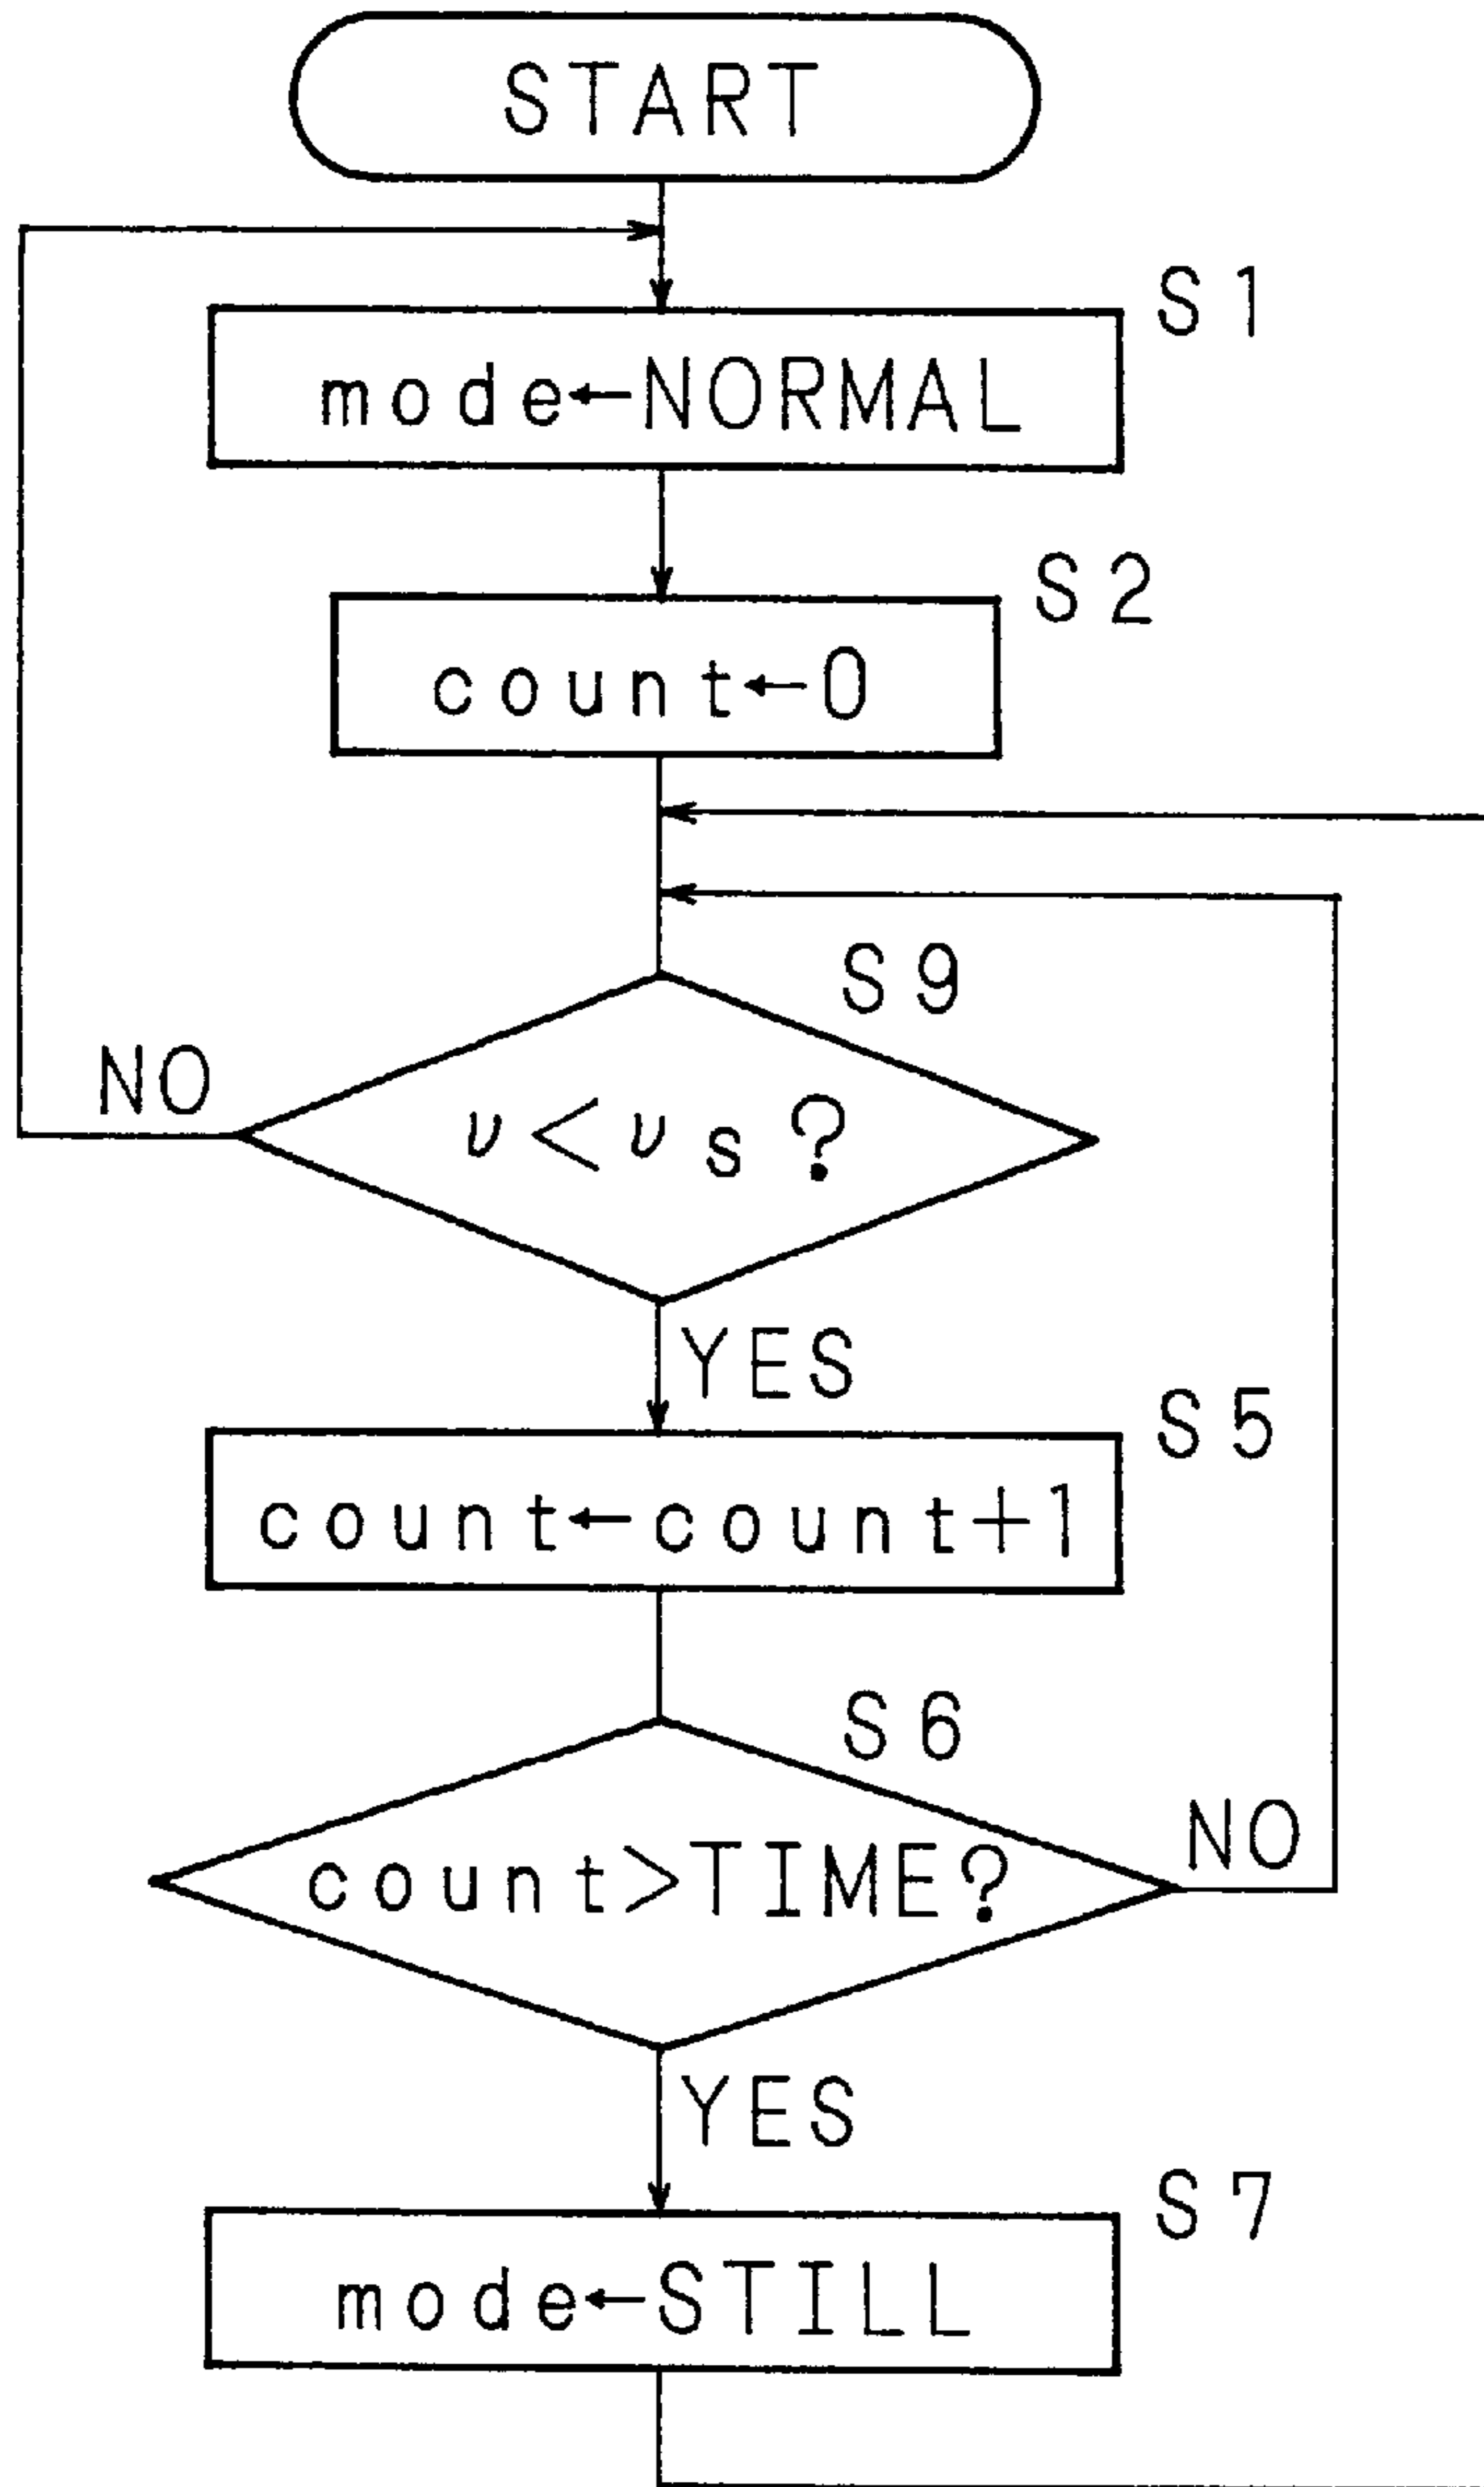 START
S1
mode←NORMAL
S2
count←0
S9
NO
ν<νs?
YES
S5
count←count+1
S6
count>TIME?
NO
YES
S7
mode←STILL